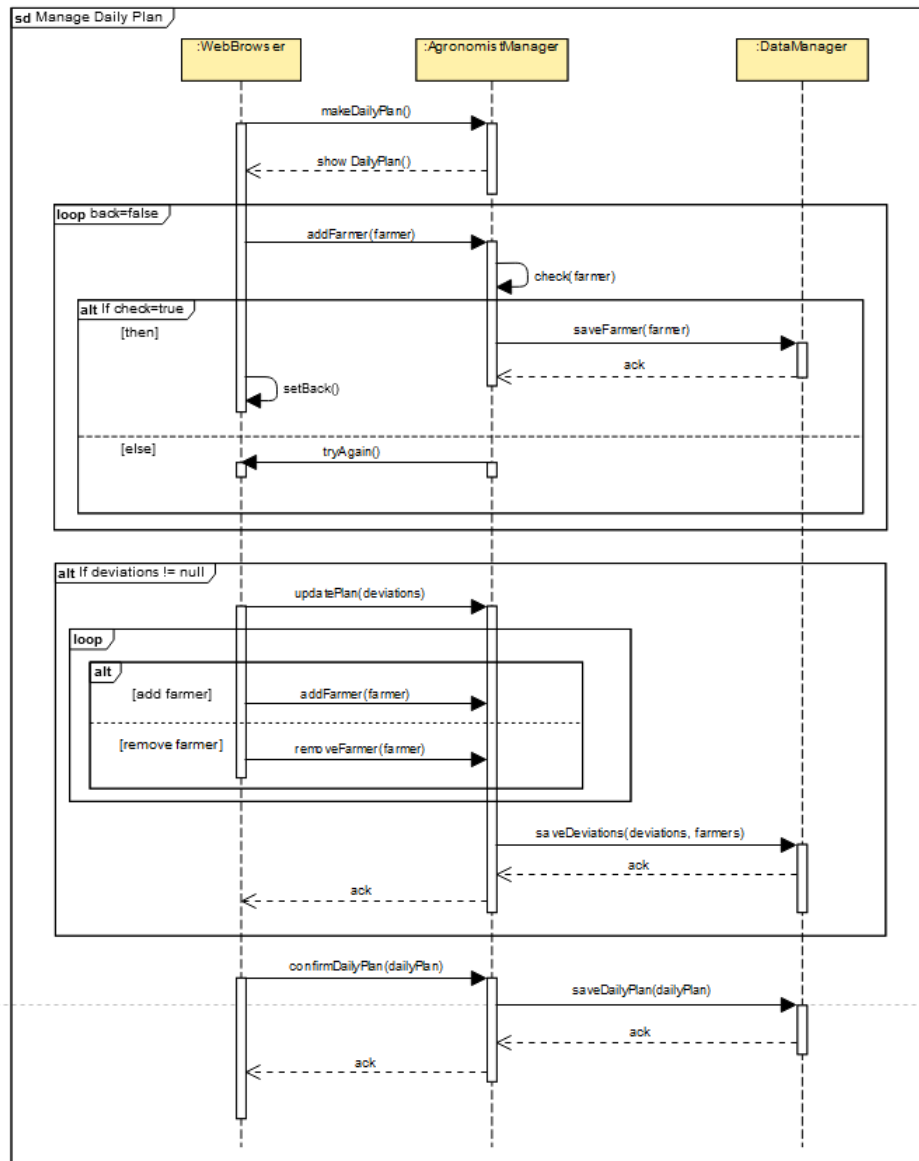 sd Manage Daily Plan
:WebBrowser
:AgronomistManager
:DataManager
makeDailyPlan()
show DailyPlan()
loop back=false
addFarmer(farmer)
check(farmer)
alt If check=true
[then]
saveFarmer(farmer)
ack
setBack()
[else]
tryAgain()
alt If deviations != null
updatePlan(deviations)
loop
alt
[add farmer]
addFarmer(farmer)
[remove farmer]
removeFarmer(farmer)
saveDeviations(deviations, farmers)
ack
ack
confirmDailyPlan(dailyPlan)
saveDailyPlan(dailyPlan)
ack
ack